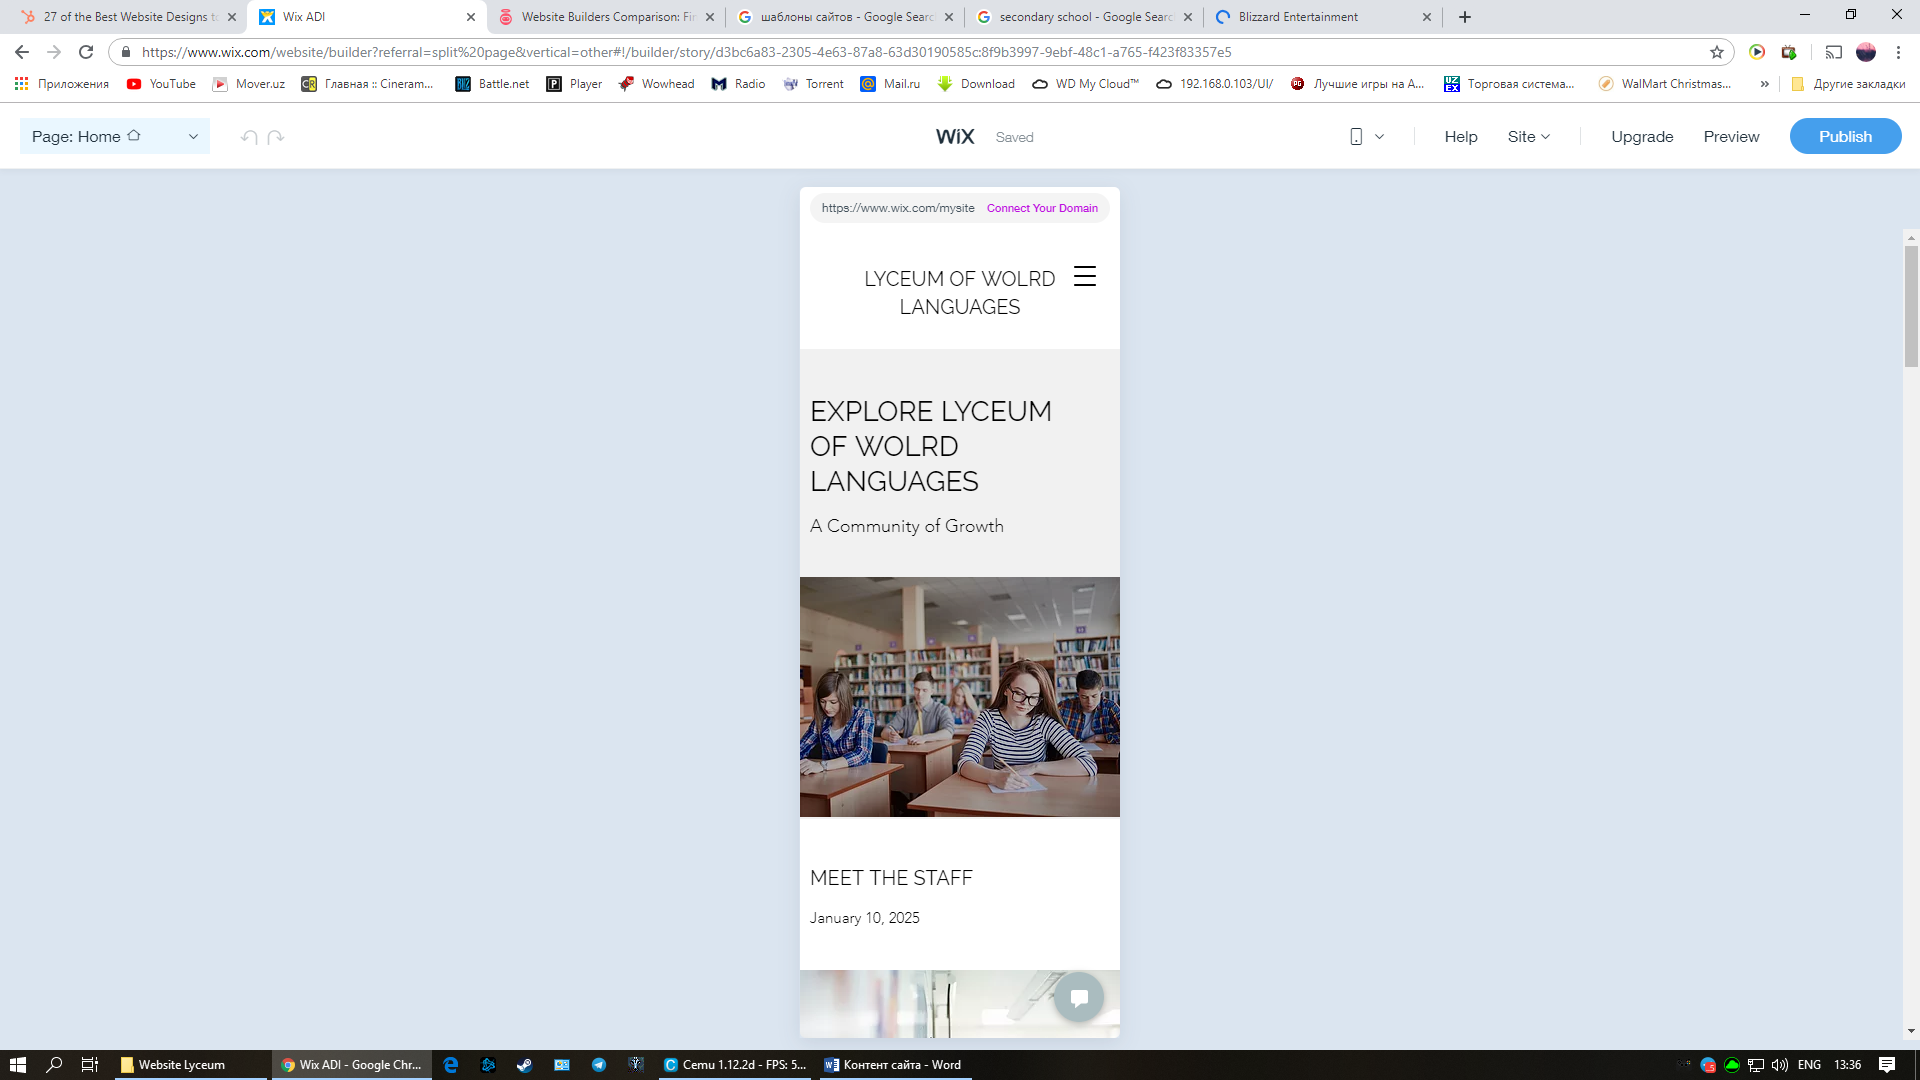 27 of the Best Website Designs to
Wix ADI
Website Builders Comparison: Fin
шаблоны сайтов - Google Searc
secondary school - Google Searc
Blizzard Entertainment
https://www.wix.com/website/builder?referral=split%20page&vertical=other#!/builder/story/d3bc6a83-2305-4e63-87a8-63d30190585c:8f9b3997-9ebf-48c1-a765-f423f83357e5
Приложения
YouTube
Mover.uz
Главная :: Cineram...
Battle.net
Player
Wowhead
Radio
Torrent
Mail.ru
Download
WD My Cloud™
192.168.0.103/UI/
Лучшие игры на А...
Торговая система...
WalMart Christmas...
Другие закладки
Page: Home
WiX
Saved
Help
Site
Upgrade
Preview
Publish
https://www.wix.com/mysite
Connect Your Domain
LYCEUM OF WOLRD
LANGUAGES
EXPLORE LYCEUM
OF WOLRD
LANGUAGES
A Community of Growth
MEET THE STAFF
January 10, 2025
Website Lyceum
Wix ADI - Google Chr...
Cemu 1.12.2d - FPS: 5...
Контент сайта - Word
ENG
13:36